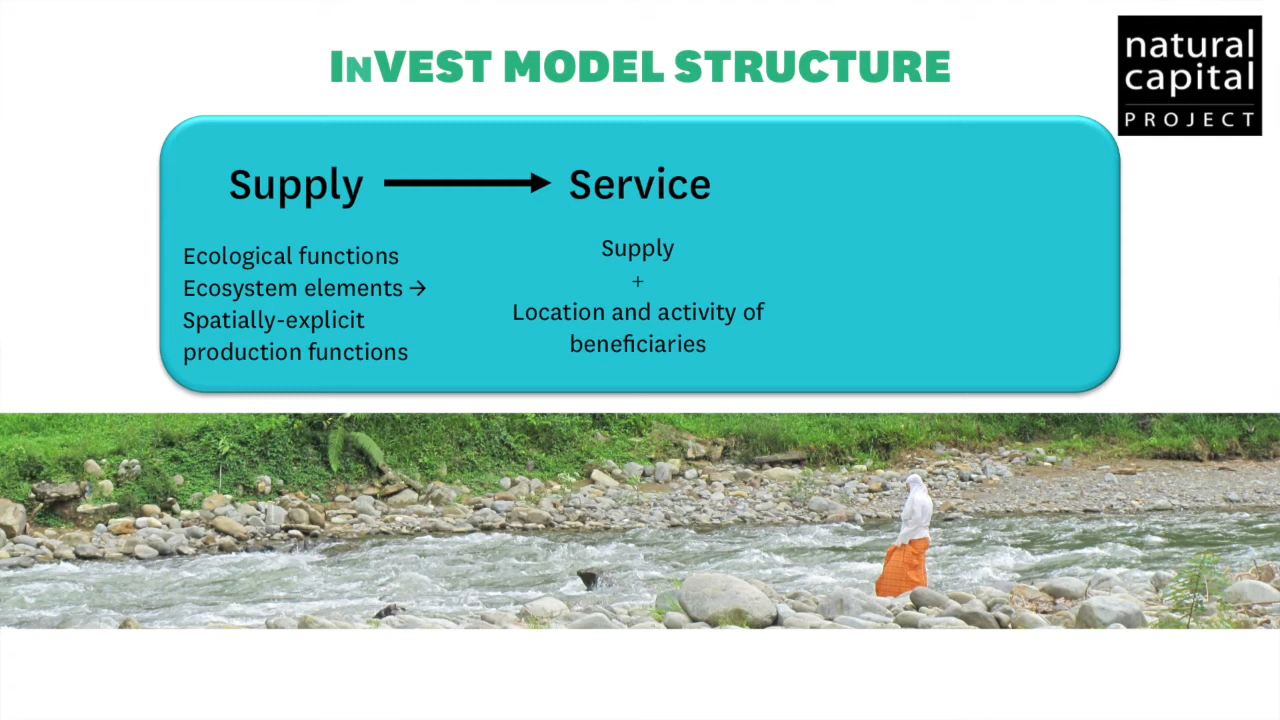 InVEST MODEL STRUCTURE
natural
capital
PROJECT
Supply → Service
Ecological functions
Ecosystem elements →
Spatially-explicit
production functions
Supply
+
Location and activity of
beneficiaries